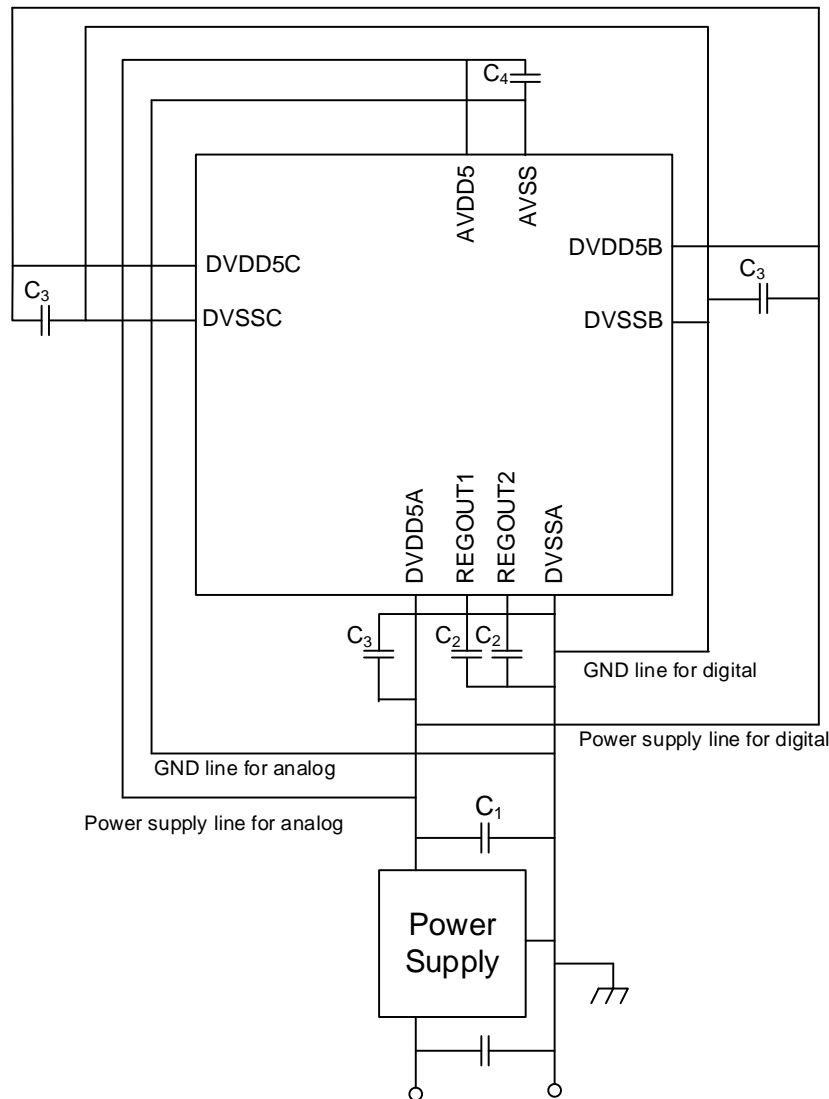 C₄
AVDD5
AVSS
DVDD5C
DVDD5B
C₃
C₃
DVSSC
DVSSB
DVDD5A
REGOUT1
REGOUT2
DVSSA
C₃
C₂
C₂
GND line for digital
Power supply line for digital
GND line for analog
Power supply line for analog
C₁
Power
Supply